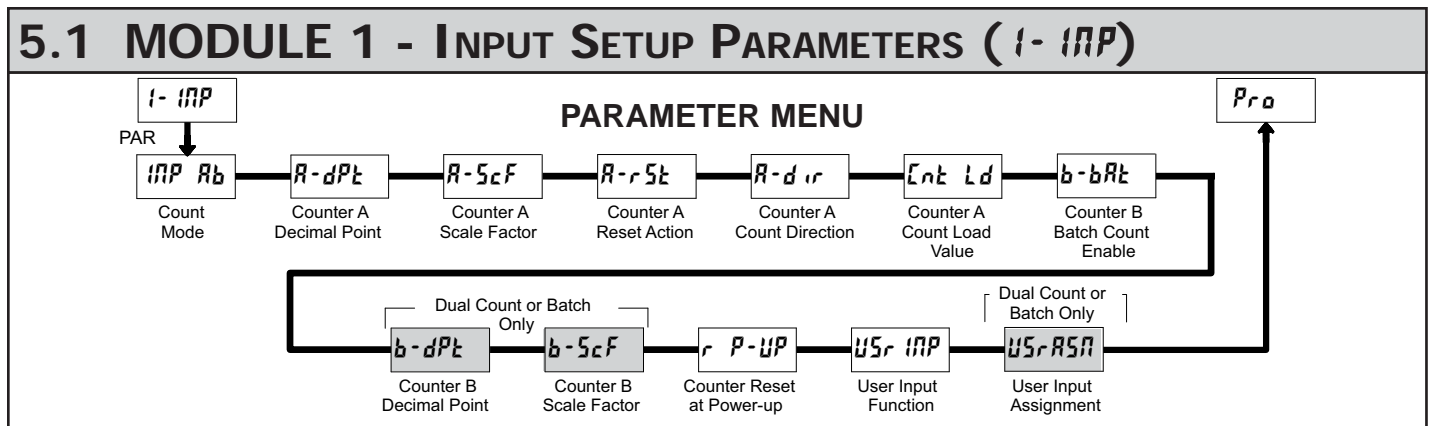 5.1 MODULE 1 - INPUT SETUP PARAMETERS (1-INP)
1-INP
PARAMETER MENU
Pro
PAR
INP Ab
A-dPt
A-ScF
A-rSt
A-dir
Cnt Ld
b-bAt
Count
Mode
Counter A
Decimal Point
Counter A
Scale Factor
Counter A
Reset Action
Counter A
Count Direction
Counter A
Count Load
Value
Counter B
Batch Count
Enable
Dual Count or Batch
Only
Dual Count or
Batch Only
b-dPt
b-ScF
r P-UP
USr INP
USrASN
Counter B
Decimal Point
Counter B
Scale Factor
Counter Reset
at Power-up
User Input
Function
User Input
Assignment